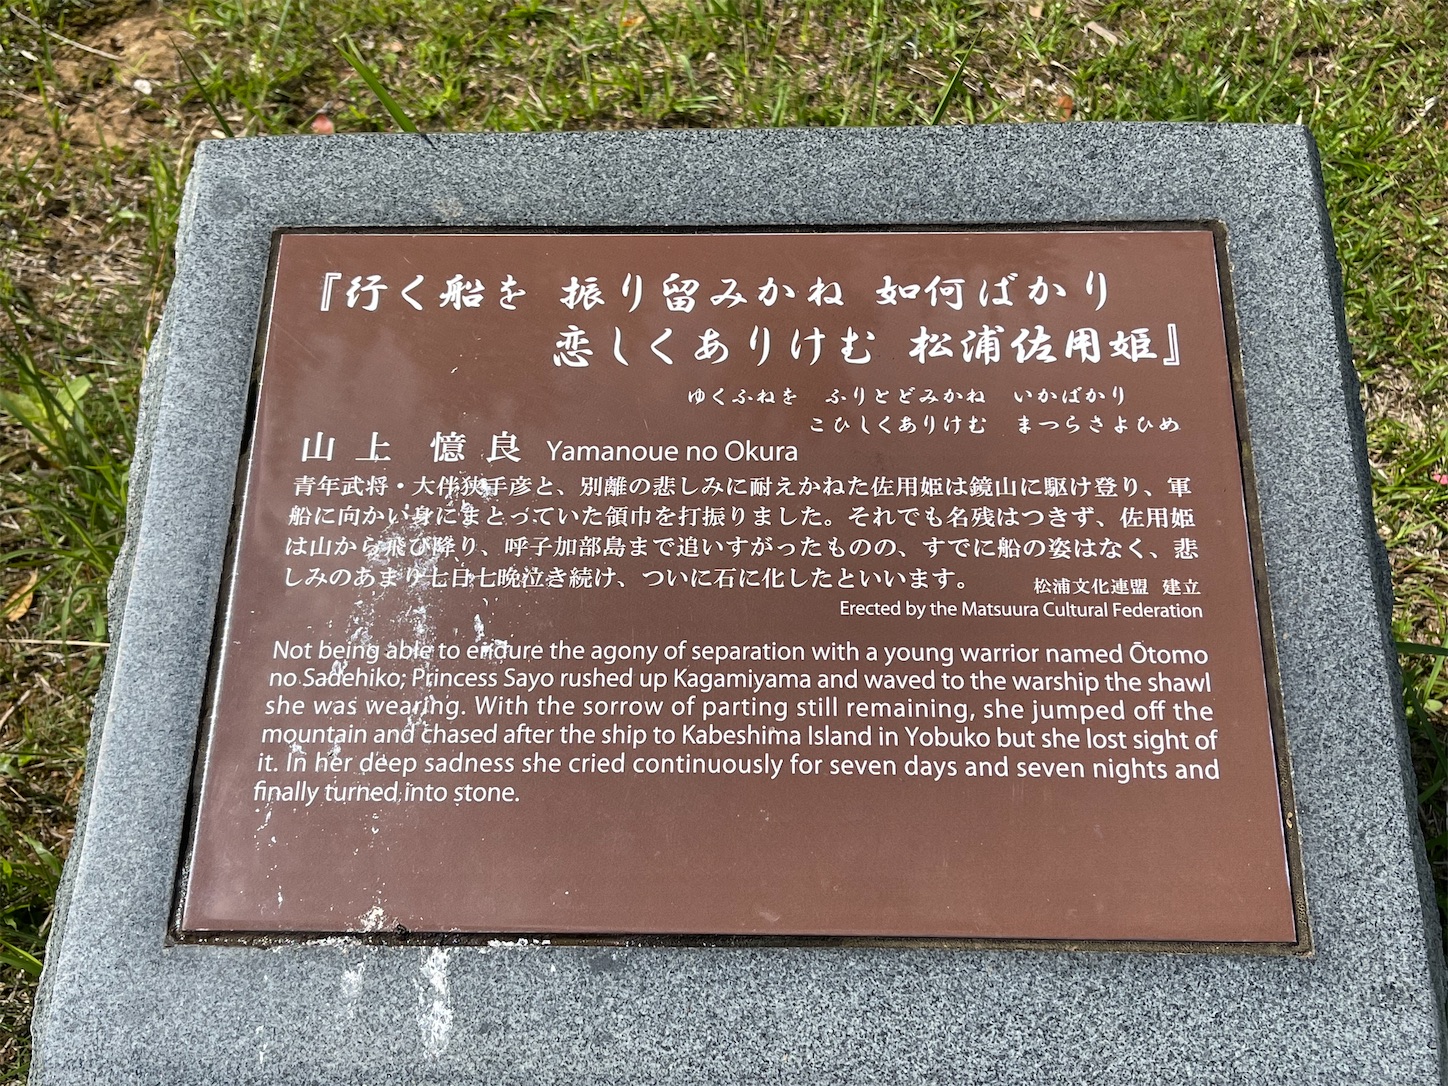 『行く船を 振り留みかね 如何ばかり
恋しくありけむ 松浦佐用姫』
ゆくふねを ふりとどみかね いかばかり
こひしくありけむ まつらさよひめ
山上 憶良 Yamanoue no Okura
青年武将・大伴狭手彦と、別離の悲しみに耐えかねた佐用姫は鏡山に駆け登り、軍
船に向かい身にまとっていた領巾を打振りました。それでも名残はつきず、佐用姫
は山から飛び降り、呼子加部島まで追いすがったものの、すでに船の姿はなく、悲
しみのあまり七日七晩泣き続け、ついに石に化したといいます。
松浦文化連盟 建立
Erected by the Matsuura Cultural Federation
Not being able to endure the agony of separation with a young warrior named Ōtomo
no Sadehiko; Princess Sayo rushed up Kagamiyama and waved to the warship the shawl
she was wearing. With the sorrow of parting still remaining, she jumped off the
mountain and chased after the ship to Kabeshima Island in Yobuko but she lost sight of
it. In her deep sadness she cried continuously for seven days and seven nights and
finally turned into stone.